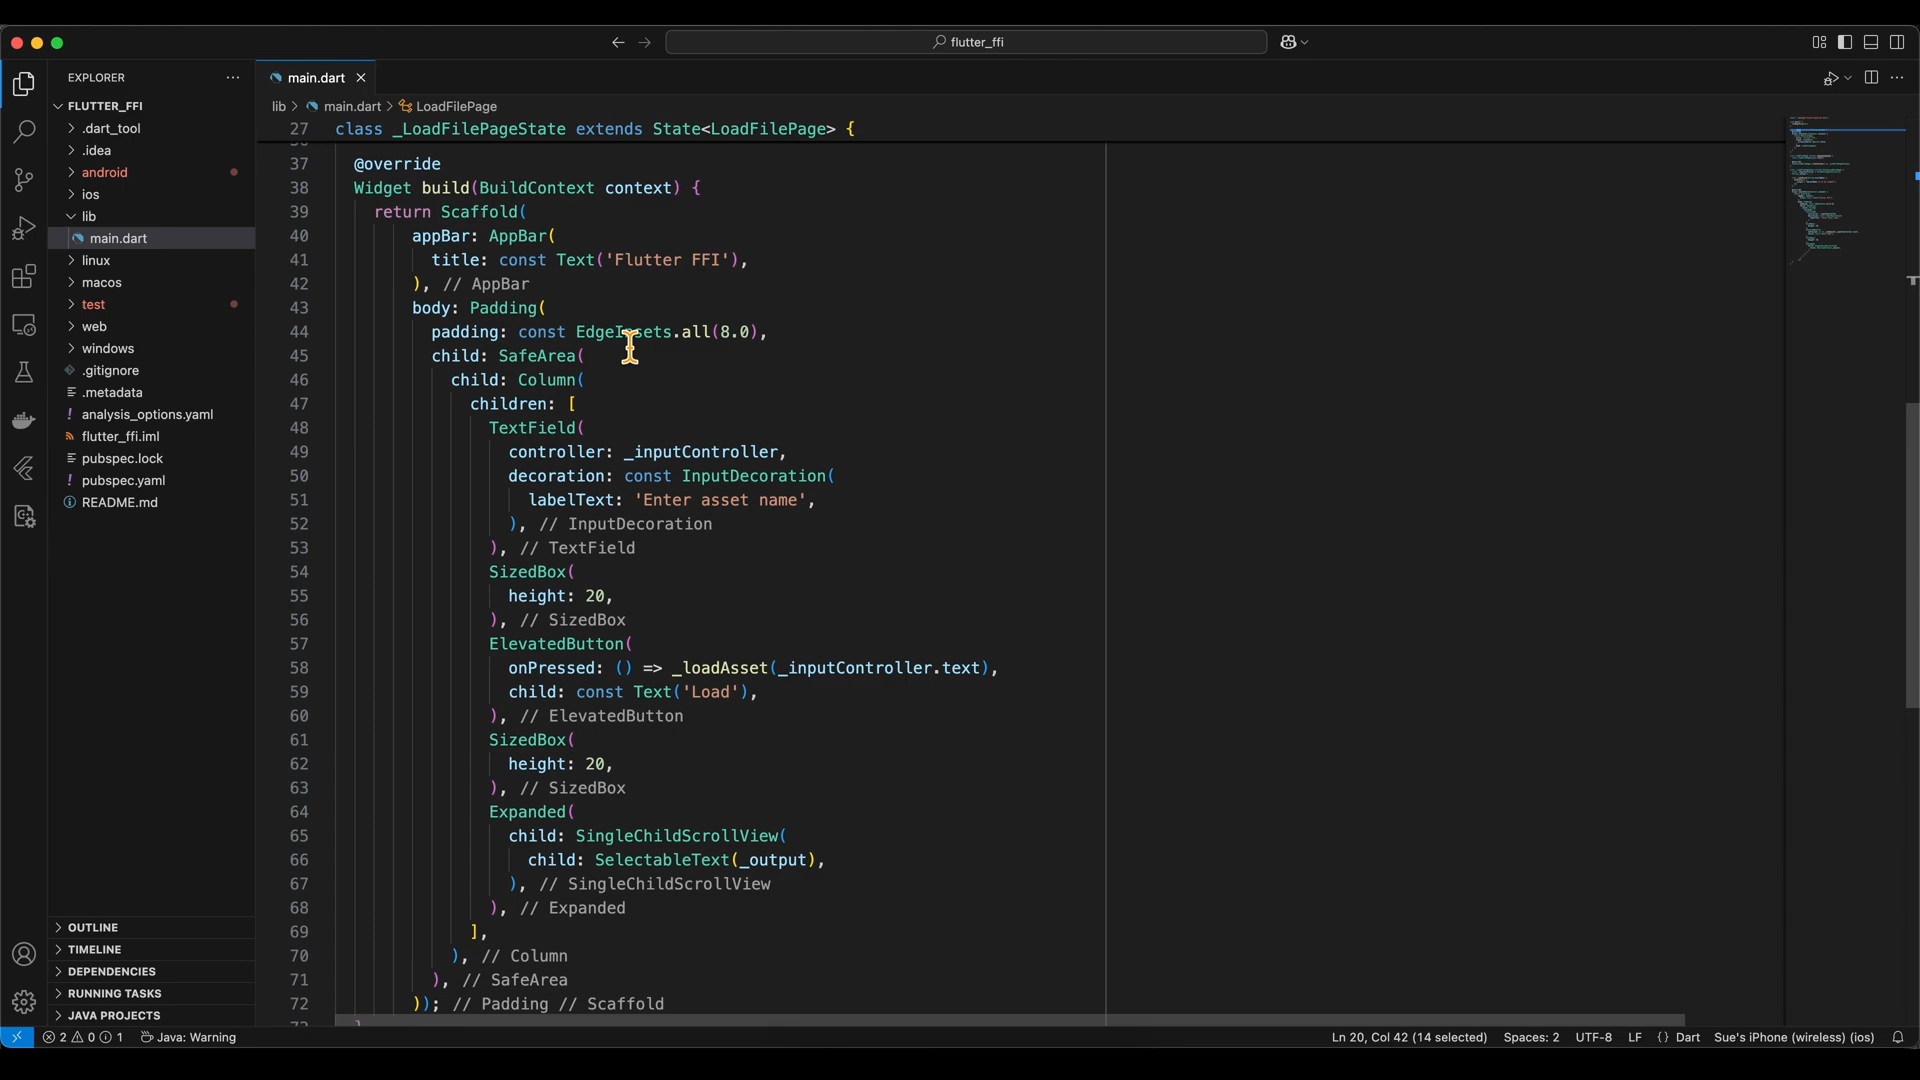 flutter_ffi
EXPLORER
main.dart
lib > main.dart > LoadFilePage
FLUTTER_FFI
.dart_tool
.idea
android
ios
lib
main.dart
linux
macos
test
web
windows
.gitignore
.metadata
! analysis_options.yaml
flutter_ffi.iml
pubspec.lock
! pubspec.yaml
README.md
OUTLINE
TIMELINE
DEPENDENCIES
RUNNING TASKS
JAVA PROJECTS
27 class _LoadFilePageState extends State<LoadFilePage> {
37 @override
38 Widget build(BuildContext context) {
39 return Scaffold(
40 appBar: AppBar(
41 title: const Text('Flutter FFI'),
42 ), // AppBar
43 body: Padding(
44 padding: const EdgeInsets.all(8.0),
45 child: SafeArea(
46 child: Column(
47 children: [
48 TextField(
49 controller: _inputController,
50 decoration: const InputDecoration(
51 labelText: 'Enter asset name',
52 ), // InputDecoration
53 ), // TextField
54 SizedBox(
55 height: 20,
56 ), // SizedBox
57 ElevatedButton(
58 onPressed: () => _loadAsset(_inputController.text),
59 child: const Text('Load'),
60 ), // ElevatedButton
61 SizedBox(
62 height: 20,
63 ), // SizedBox
64 Expanded(
65 child: SingleChildScrollView(
66 child: SelectableText(_output),
67 ), // SingleChildScrollView
68 ), // Expanded
69 ],
70 ), // Column
71 ), // SafeArea
72 )); // Padding // Scaffold
2 0 1 Java: Warning
Ln 20, Col 42 (14 selected) Spaces: 2 UTF-8 LF {} Dart Sue's iPhone (wireless) (ios)